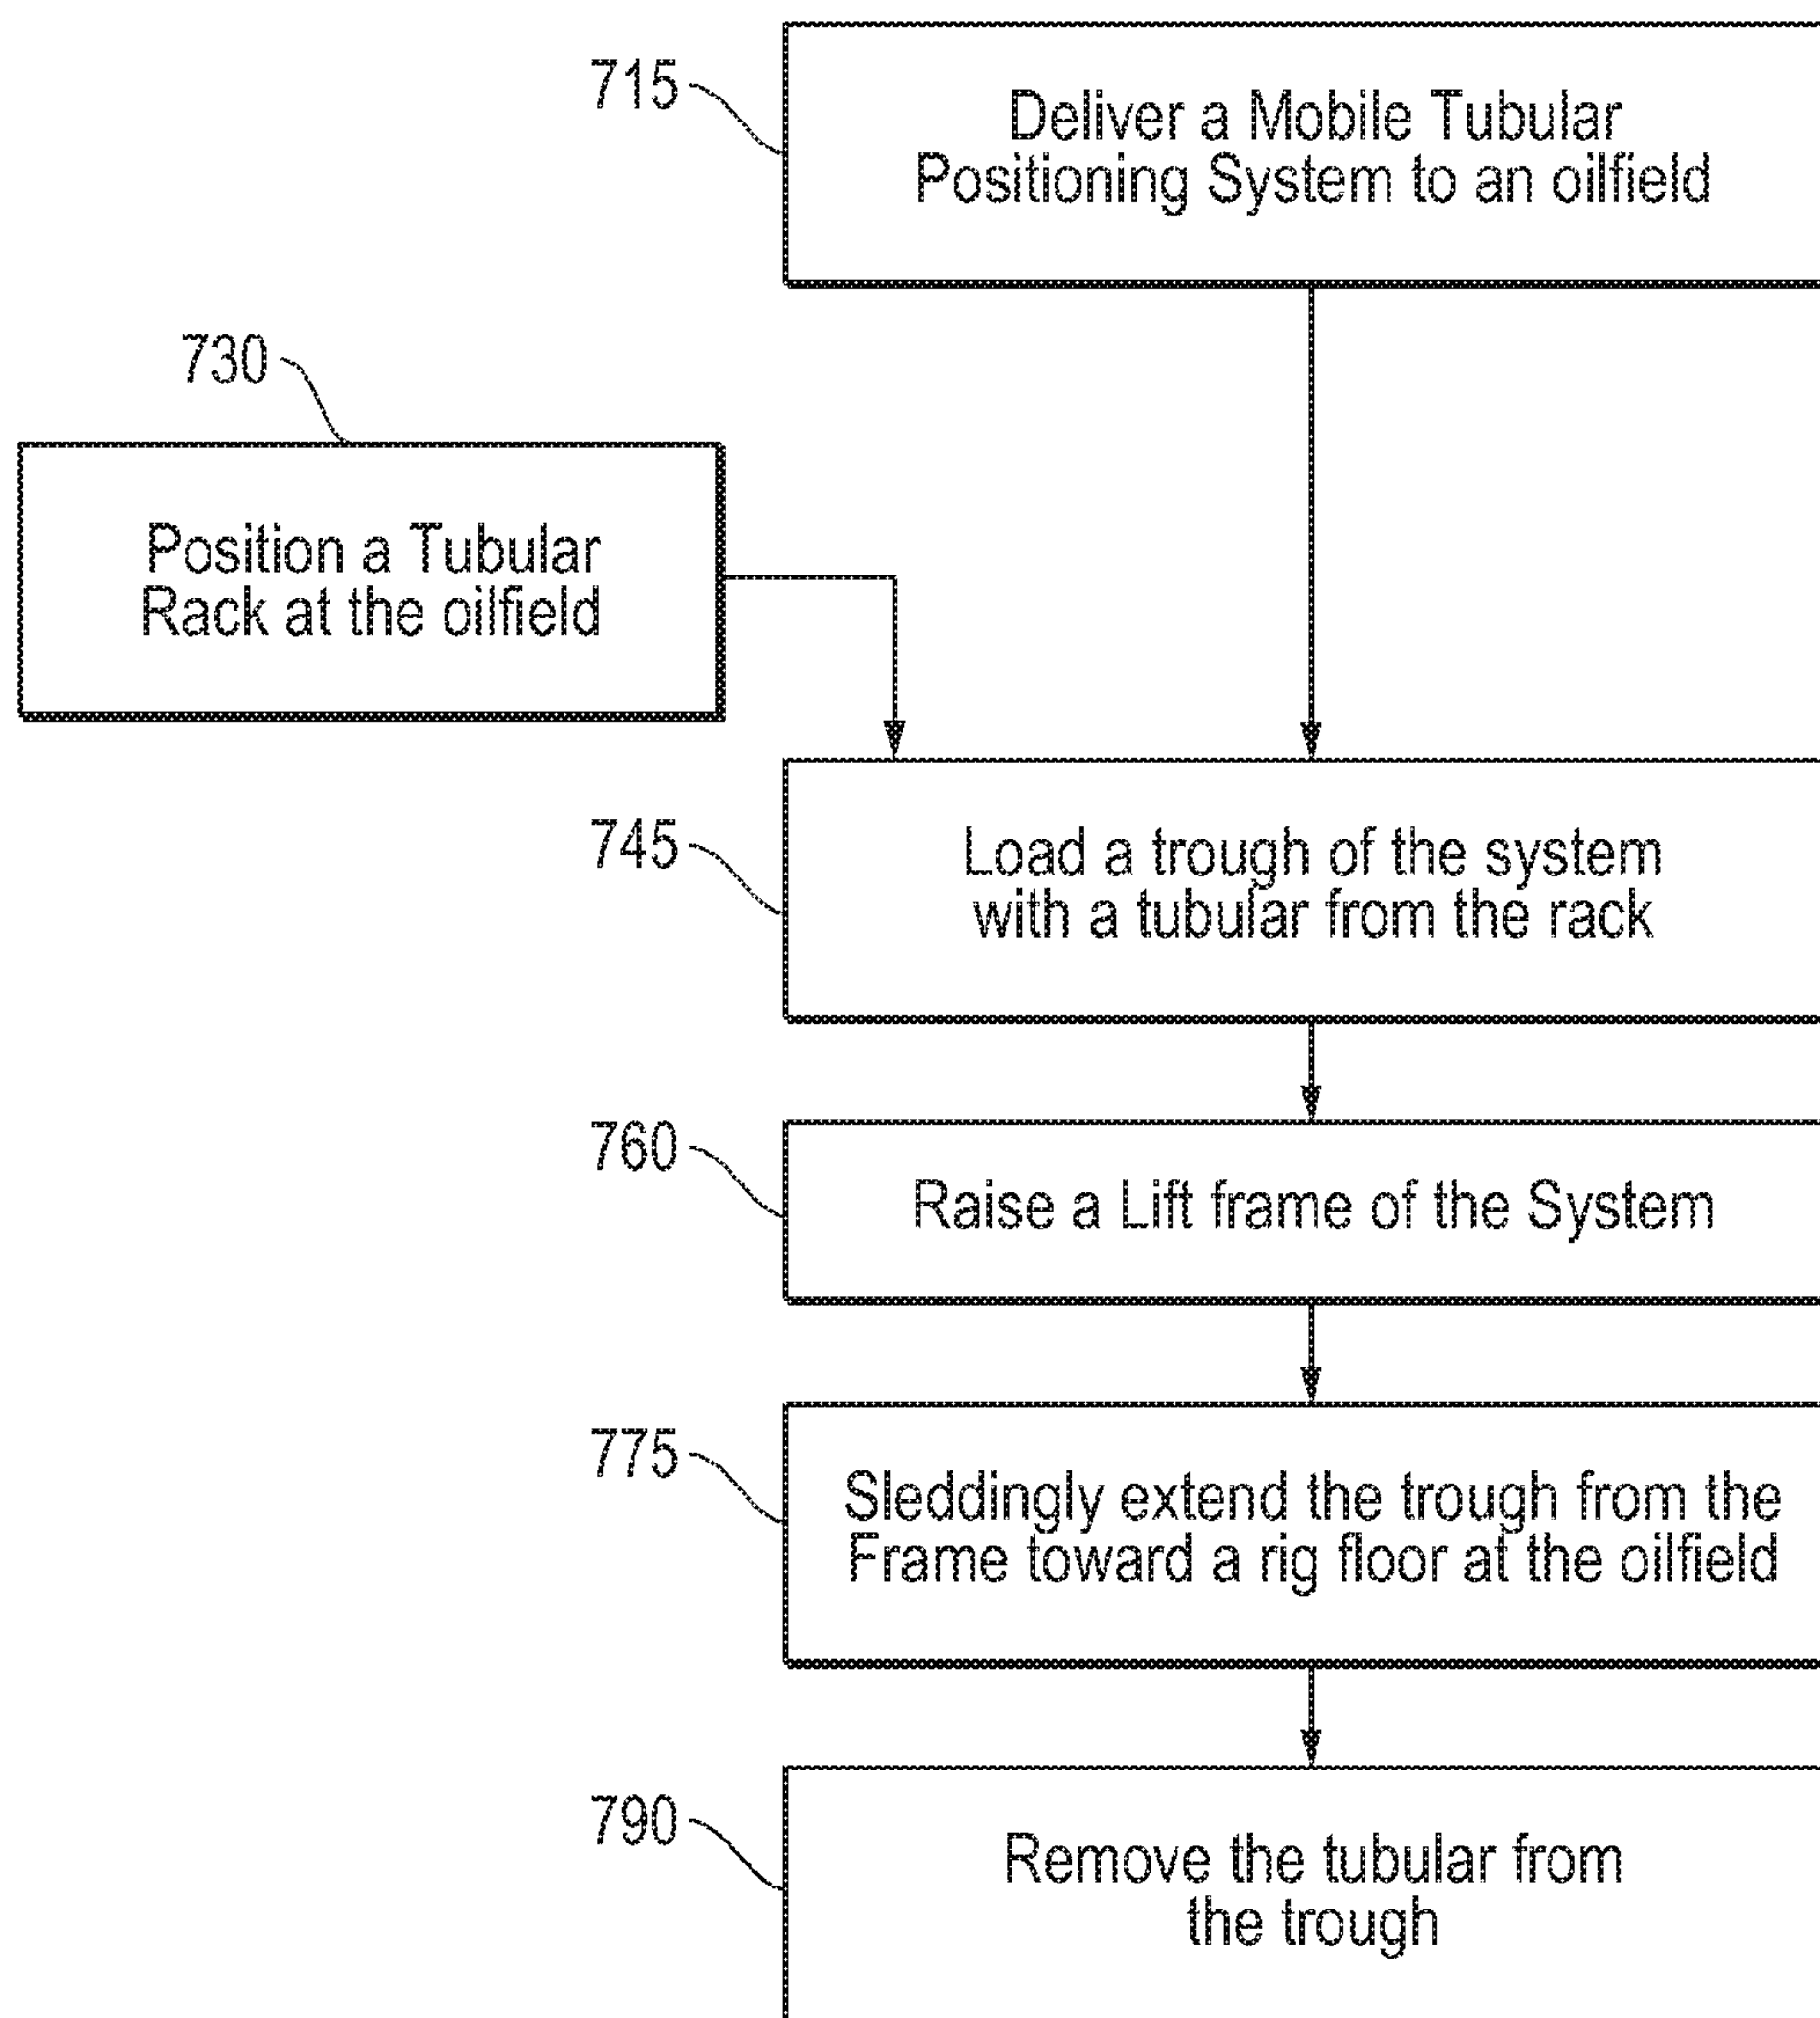 715
Deliver a Mobile Tubular
Positioning System to an oilfield
730
Position a Tubular
Rack at the oilfield
745
Load a trough of the system
with a tubular from the rack
760
Raise a Lift frame of the System
775
Sleddingly extend the trough from the
Frame toward a rig floor at the oilfield
790
Remove the tubular from
the trough